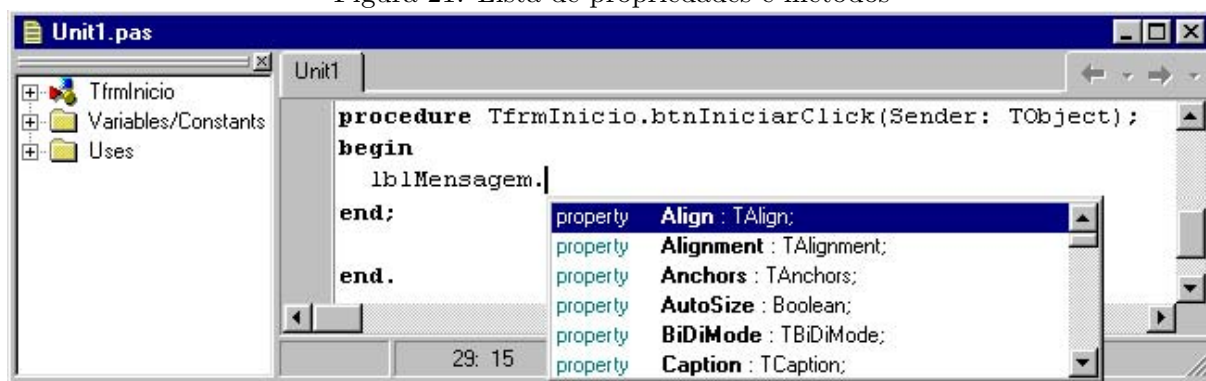 Figura 21: Lista de propriedades e métodos
Unit1.pas
TfrmInicio
Variables/Constants
Uses
Unit1
procedure TfrmInicio.btnIniciarClick(Sender: TObject);
begin
lblMensagem.
end;
end.
property Align : TAlign;
property Alignment : TAlignment;
property Anchors : TAnchors;
property AutoSize : Boolean;
property BiDiMode : TBiDiMode;
property Caption : TCaption;
29: 15